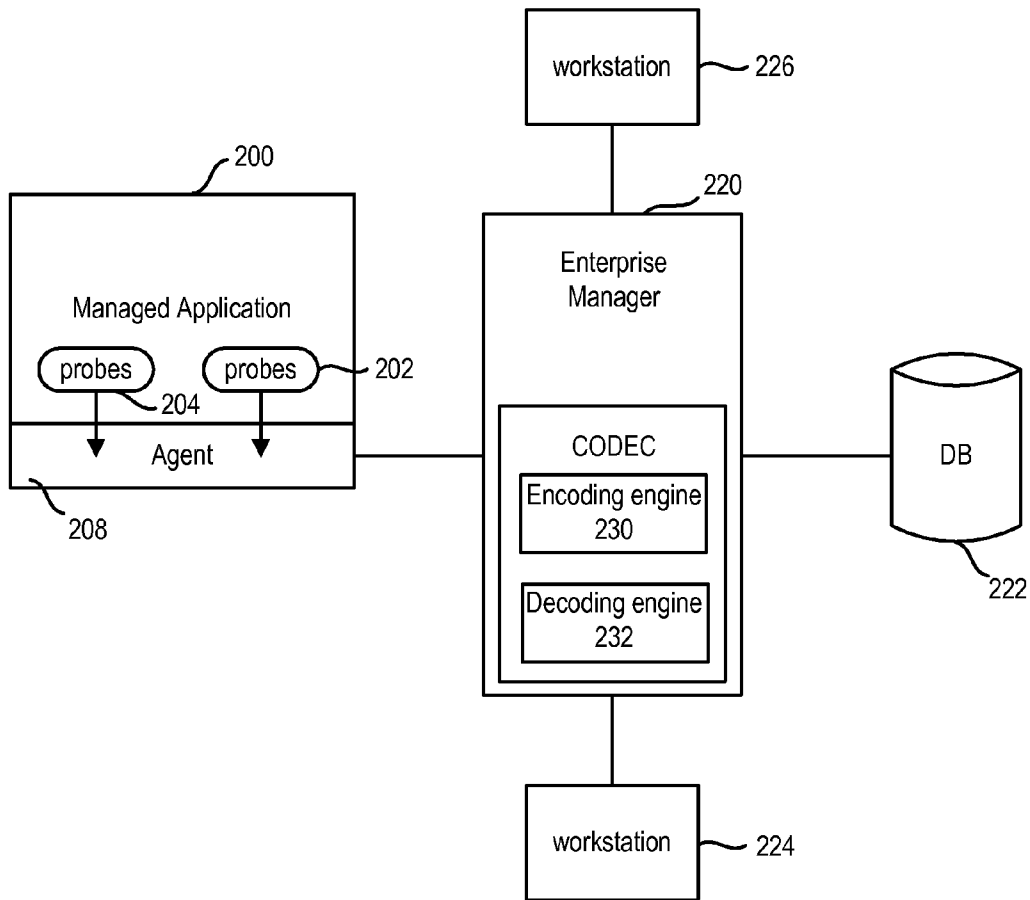 workstation
226
200
220
Enterprise
Manager
Managed Application
probes
probes
202
204
Agent
208
CODEC
Encoding engine
230
Decoding engine
232
DB
222
workstation
224